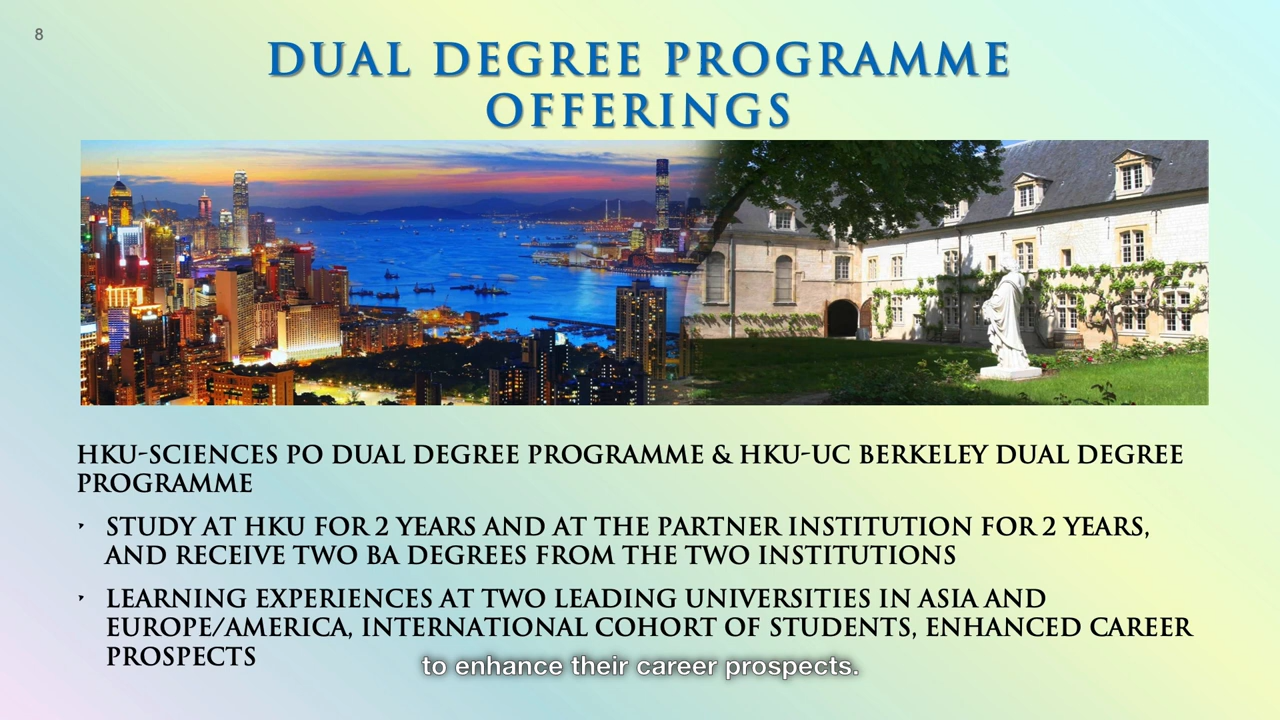 8
DUAL DEGREE PROGRAMME
OFFERINGS
HKU-SCIENCES PO DUAL DEGREE PROGRAMME & HKU-UC BERKELEY DUAL DEGREE
PROGRAMME
STUDY AT HKU FOR 2 YEARS AND AT THE PARTNER INSTITUTION FOR 2 YEARS,
AND RECEIVE TWO BA DEGREES FROM THE TWO INSTITUTIONS
LEARNING EXPERIENCES AT TWO LEADING UNIVERSITIES IN ASIA AND
EUROPE/AMERICA, INTERNATIONAL COHORT OF STUDENTS, ENHANCED CAREER
PROSPECTS
to enhance their career prospects.